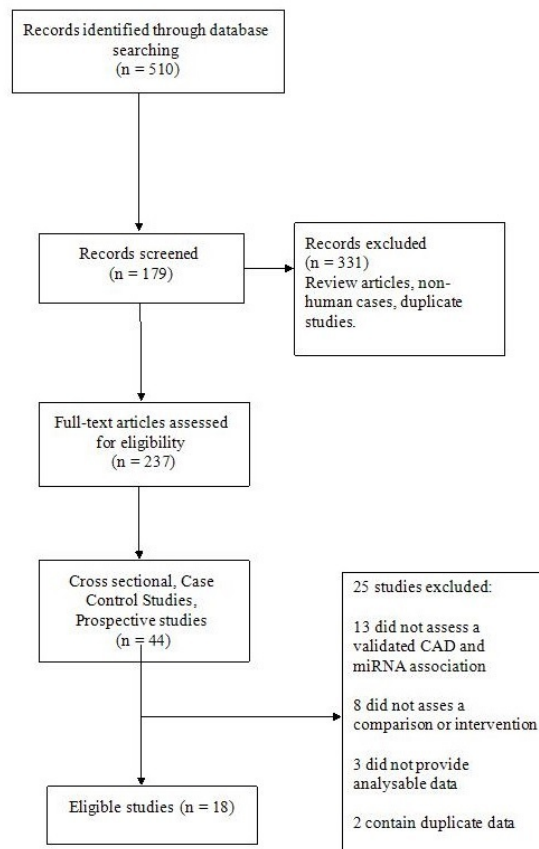 Records identified through database
searching
(n = 510)
Records screened
(n = 179)
Records excluded
(n = 331)
Review articles, non-
human cases, duplicate
studies.
Full-text articles assessed
for eligibility
(n = 237)
Cross sectional, Case
Control Studies,
Prospective studies
(n = 44)
25 studies excluded:
13 did not assess a
validated CAD and
miRNA association
8 did not asses a
comparison or intervention
3 did not provide
analysable data
2 contain duplicate data
Eligible studies (n = 18)